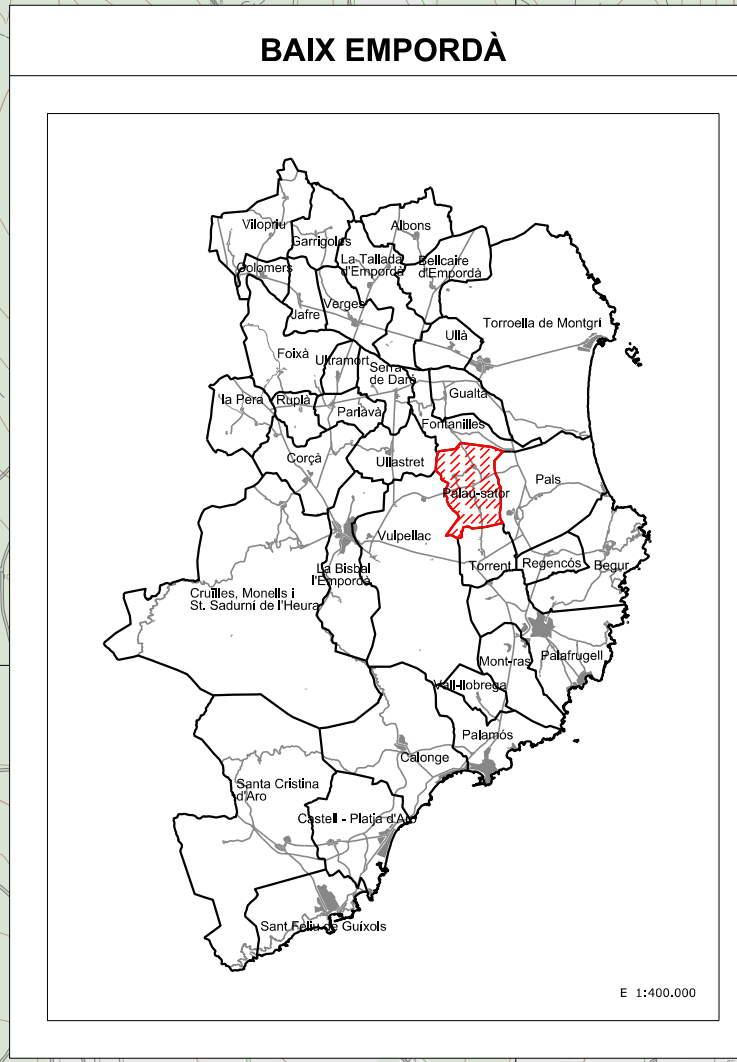 BAIX EMPORDÀ
Vilopriu
Garrigoles
Albons
La Tallada
d'Empordà
Bellcaire
d'Empordà
Colomers
Jafre
Verges
Ullà
Torroella de Montgrí
Foixà
Ultramort
Serra
de Daró
Gualta
la Pera
Rupià
Parlavà
Fontanilles
Corçà
Ullastret
Palau-sator
Pals
Vulpellac
La Bisbal
l'Empordà
Torrent
Regencós
Begur
Cruïlles, Monells i
St. Sadurní de l'Heura
Mont-ras
Palafrugell
Vall-llobrega
Palamós
Calonge
Santa Cristina
d'Aro
Castell - Platja d'Aro
Sant Feliu de Guíxols
E 1:400.000